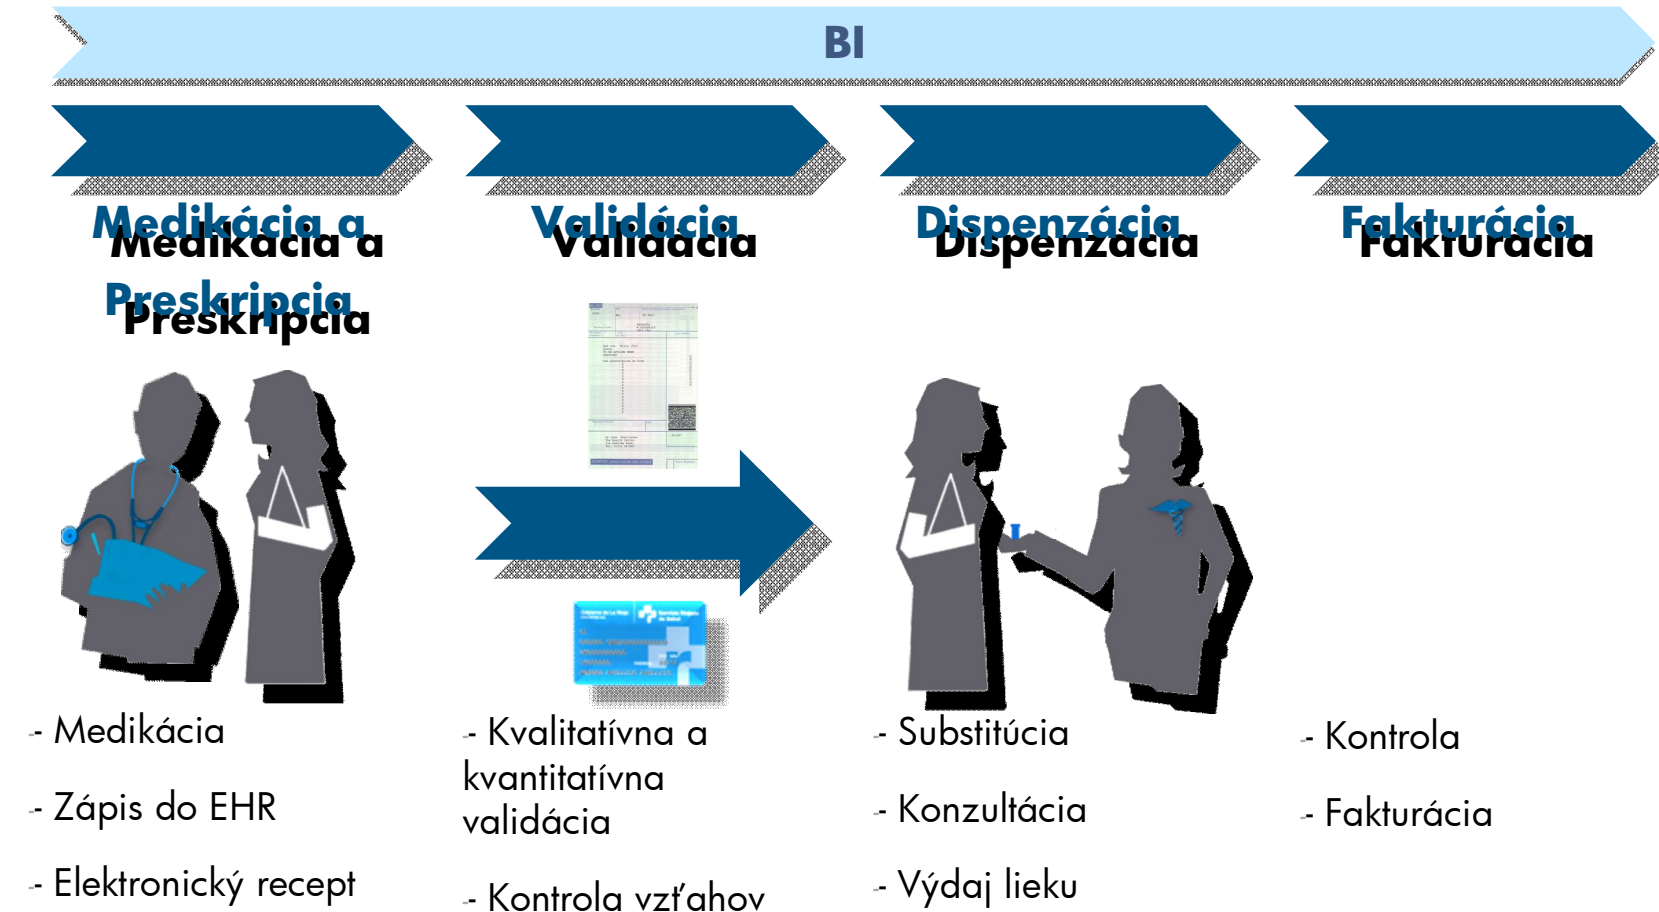 BI
Medikácia a
Preskripcia
Validácia
Dispenzácia
Fakturácia
- Medikácia
- Zápis do EHR
- Elektronický recept
- Kvalitatívna a
kvantitatívna
validácia
- Kontrola vzťahov
- Substitúcia
- Konzultácia
- Výdaj lieku
- Kontrola
- Fakturácia